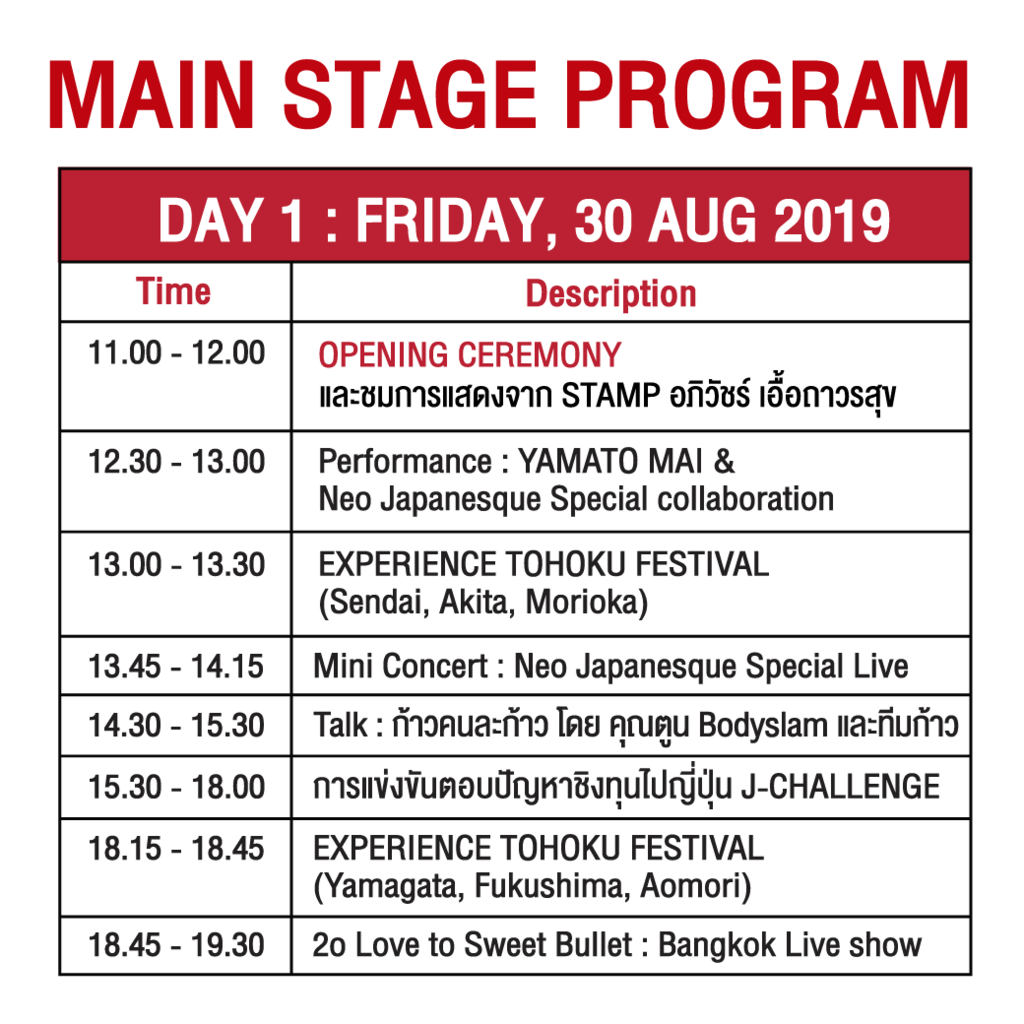 MAIN STAGE PROGRAM
DAY 1 : FRIDAY, 30 AUG 2019
Time Description
11.00 - 12.00 OPENING CEREMONY
และชมการแสดงจาก STAMP อภิวัชร์ เอื้อถาวรสุข
12.30 - 13.00 Performance : YAMATO MAI &
Neo Japanesque Special collaboration
13.00 - 13.30 EXPERIENCE TOHOKU FESTIVAL
(Sendai, Akita, Morioka)
13.45 - 14.15 Mini Concert : Neo Japanesque Special Live
14.30 - 15.30 Talk : ก้าวคนละก้าว โดย คุณตูน Bodyslam และทีมก้าว
15.30 - 18.00 การแข่งขันตอบปัญหาชิงทุนไปญี่ปุ่น J-CHALLENGE
18.15 - 18.45 EXPERIENCE TOHOKU FESTIVAL
(Yamagata, Fukushima, Aomori)
18.45 - 19.30 2o Love to Sweet Bullet : Bangkok Live show